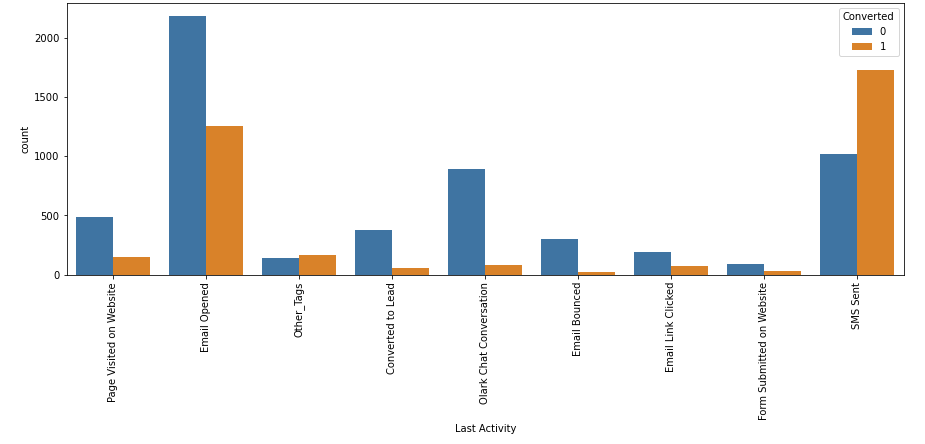 Converted
0
1
2000
1500
1000
500
0
count
Page Visited on Website
Email Opened
Other_Tags
Converted to Lead
Olark Chat Conversation
Email Bounced
Email Link Clicked
Form Submitted on Website
SMS Sent
Last Activity